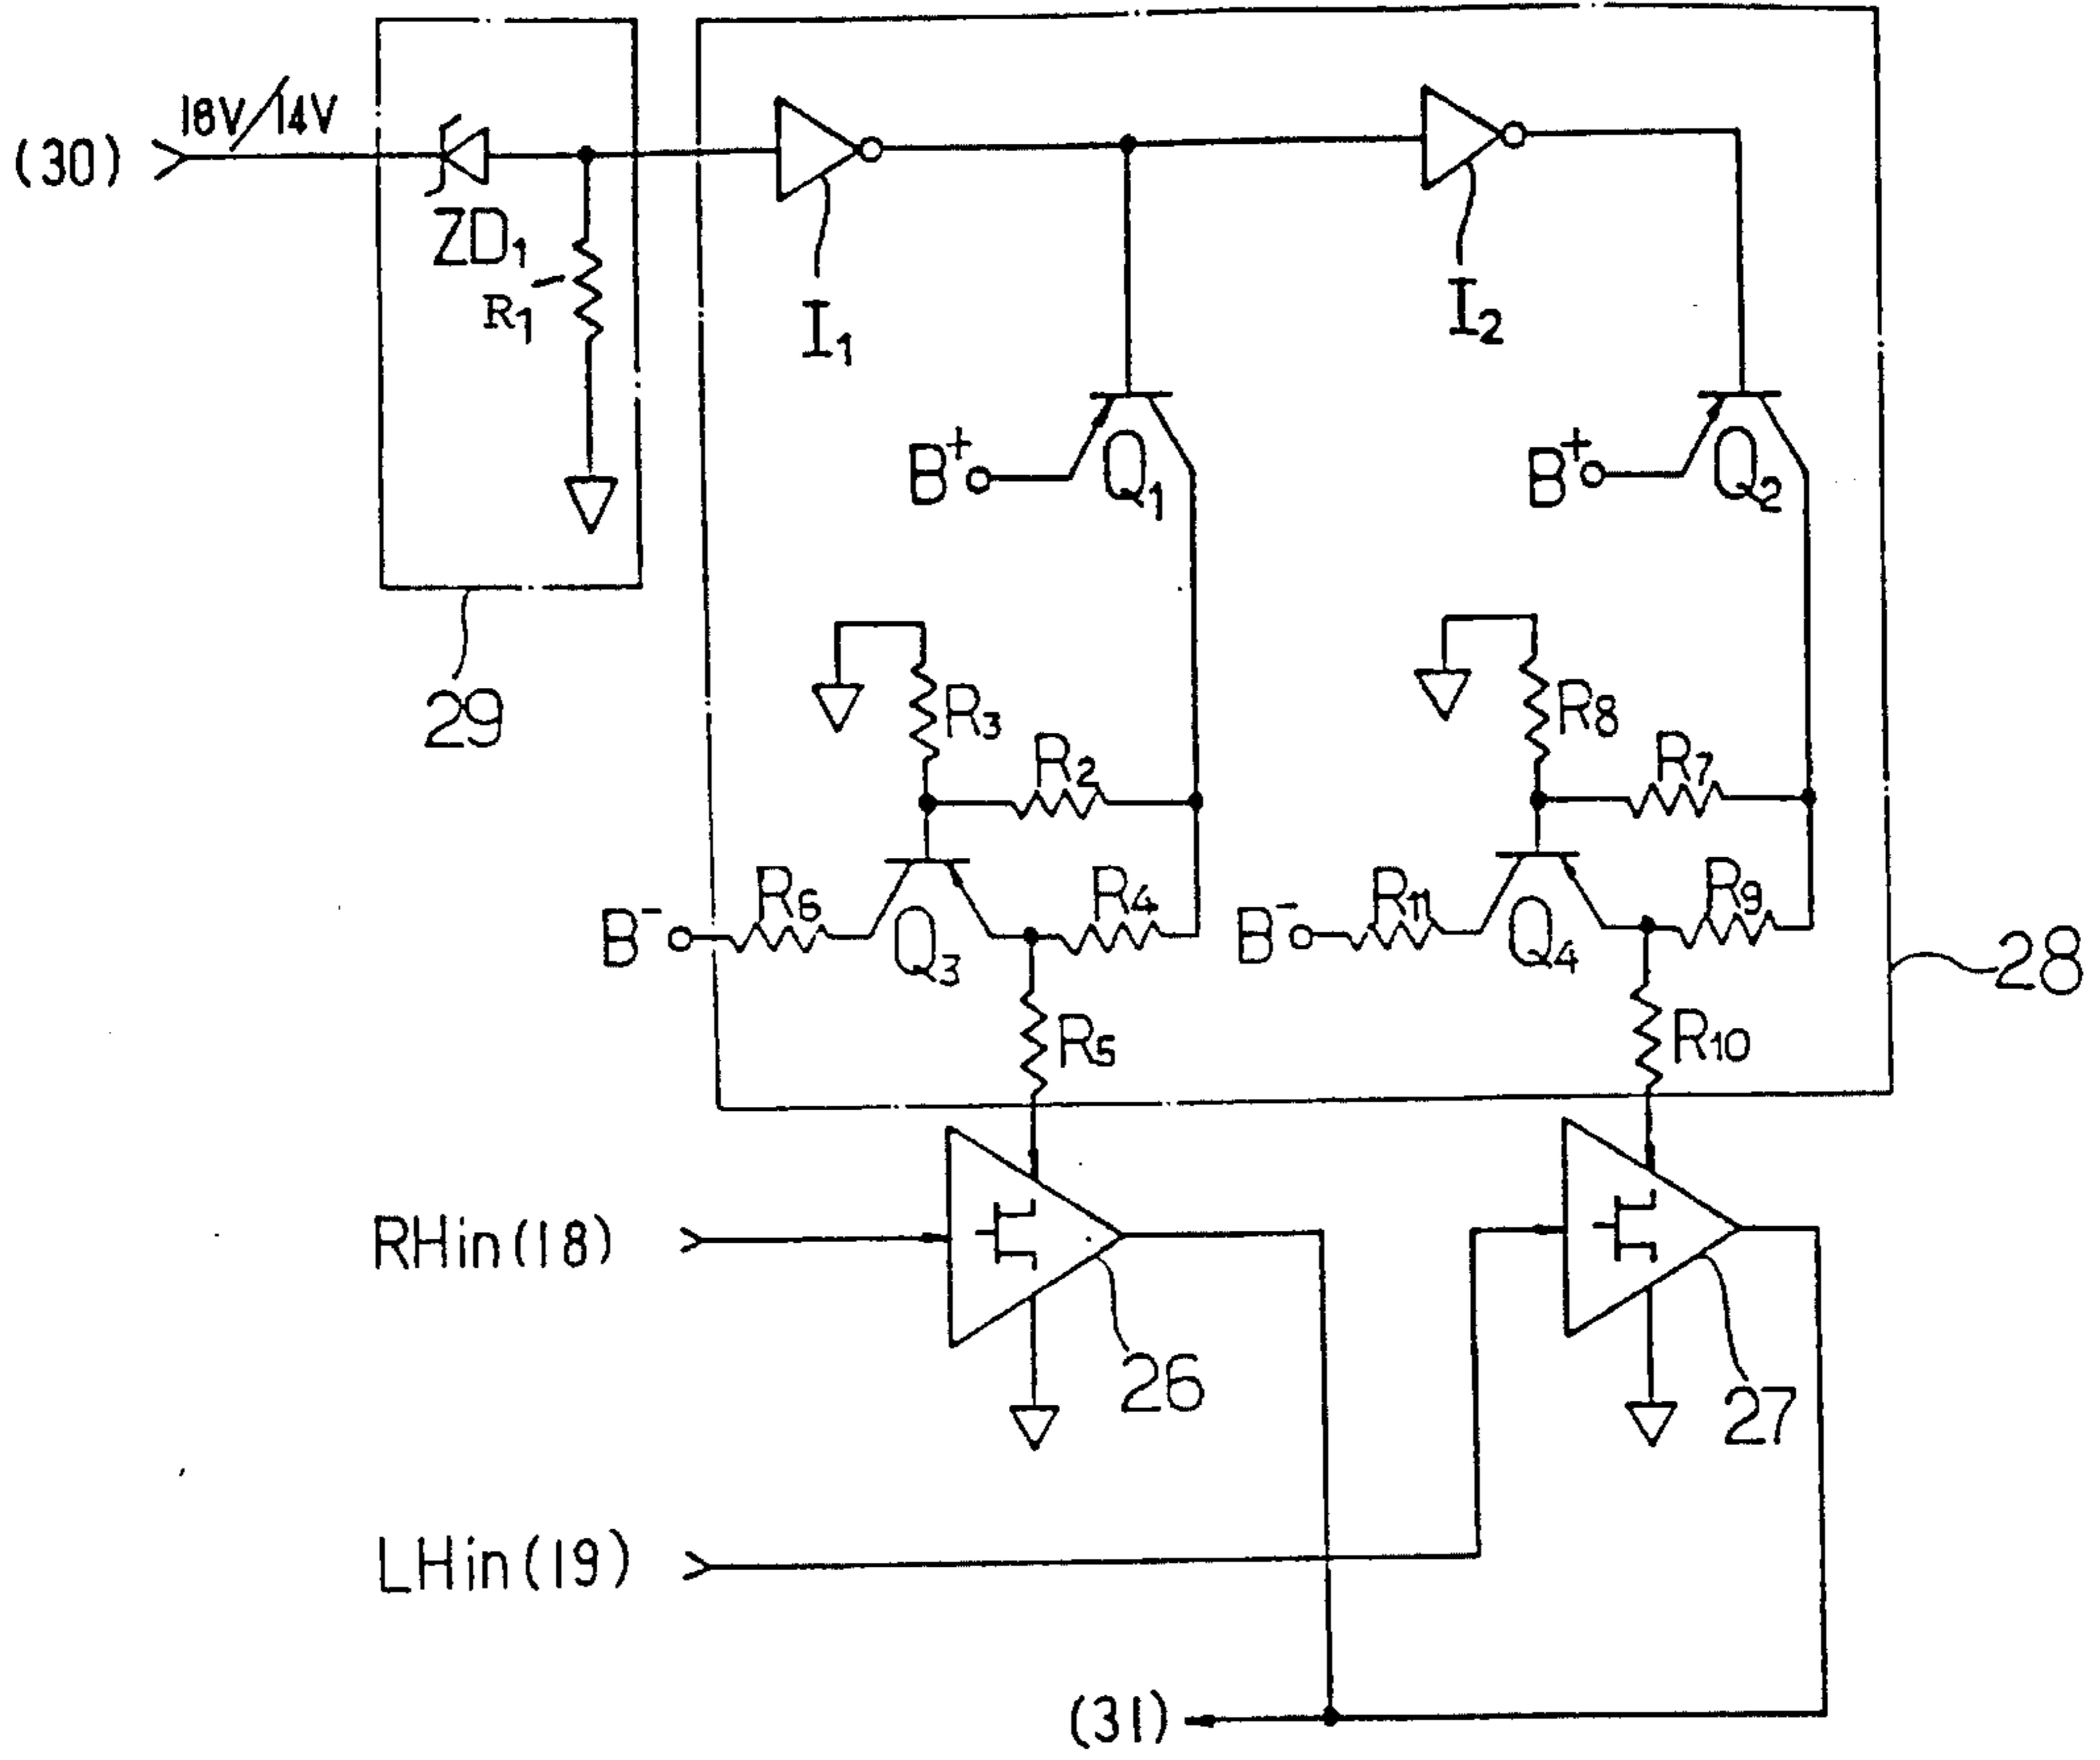 18V/14V
(30)
ZD1
R1
I1
I2
B+
Q1
B+
Q2
29
R3
R2
R8
R7
B-
R6
Q3
R4
B-
R11
Q4
R9
28
R5
R10
RHin(18)
26
27
LHin(19)
(31)